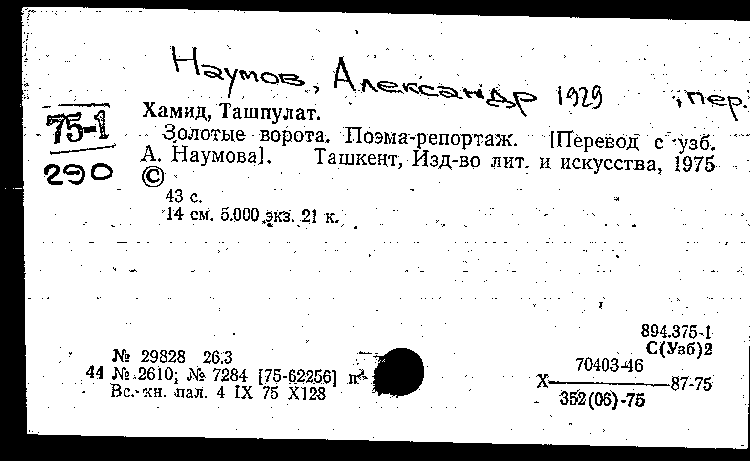 Наумов, Александр 1929 , пер.
75-1
290
Хамид, Ташпулат.
Золотые ворота. Поэма-репортаж. [Перевод с узб.
А. Наумова]. Ташкент, Изд-во лит. и искусства, 1975
©
43 с.
14 см. 5.000 экз. 21 к.
894.375-1
С(Узб)2
№ 29828 26.3
44 № 2610; № 7284 [75-62256] п
Вс. кн. пал. 4 IX 75 Х128
70403-46
Х 87-75
352(06)-75